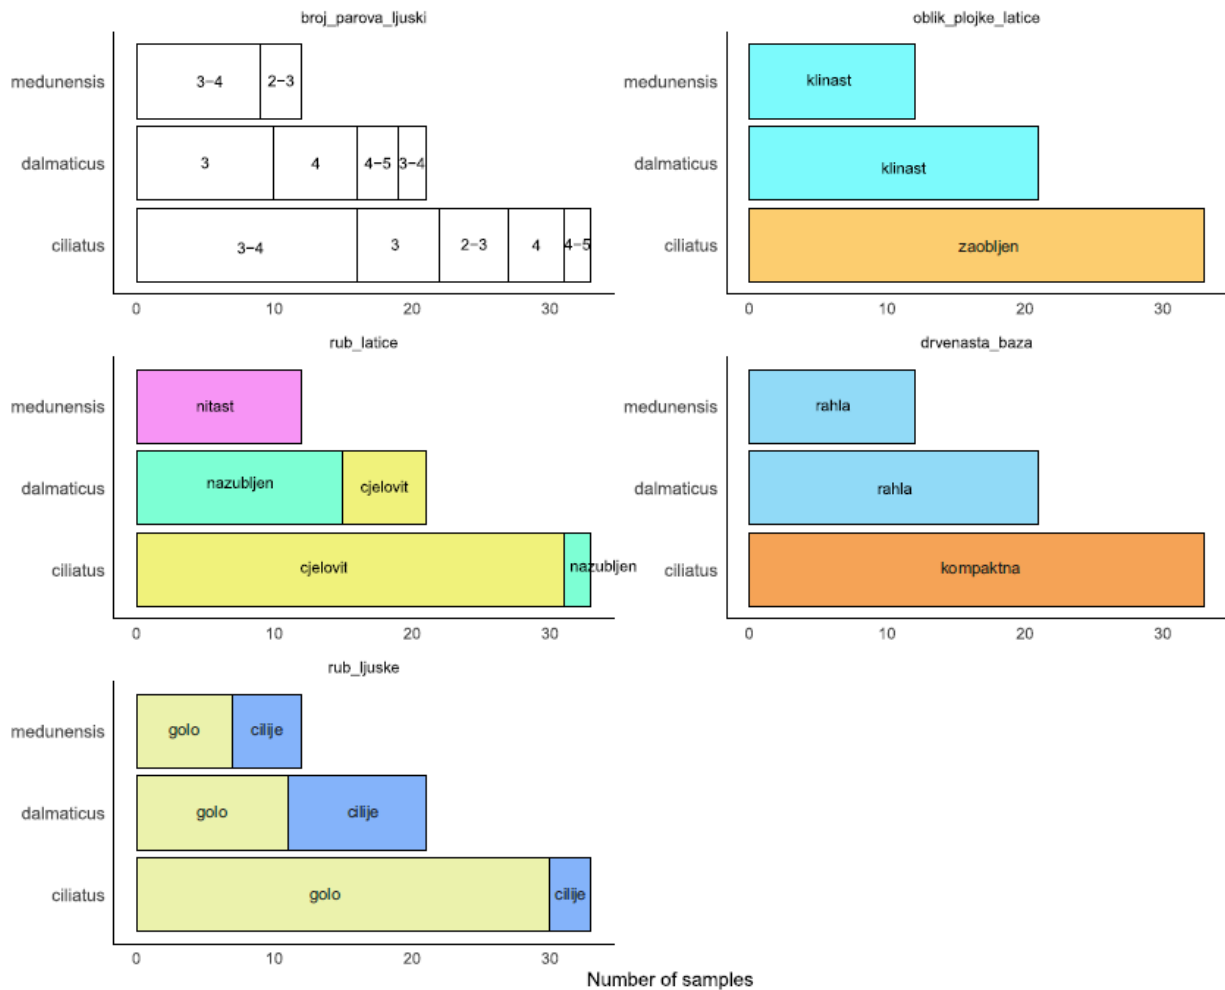 broj_parova_ljuski
medunensis 3−4 2−3
dalmaticus 3 4 4−5 3−4
ciliatus 3−4 3 2−3 4 4−5
0 10 20 30
oblik_plojke_latice
medunensis klinast
dalmaticus klinast
ciliatus zaobljen
0 10 20 30
rub_latice
medunensis nitast
dalmaticus nazubljen cjelovit
ciliatus cjelovit nazubljen
0 10 20 30
drvenasta_baza
medunensis rahla
dalmaticus rahla
ciliatus kompaktna
0 10 20 30
rub_ljuske
medunensis golo cilije
dalmaticus golo cilije
ciliatus golo cilije
0 10 20 30
Number of samples